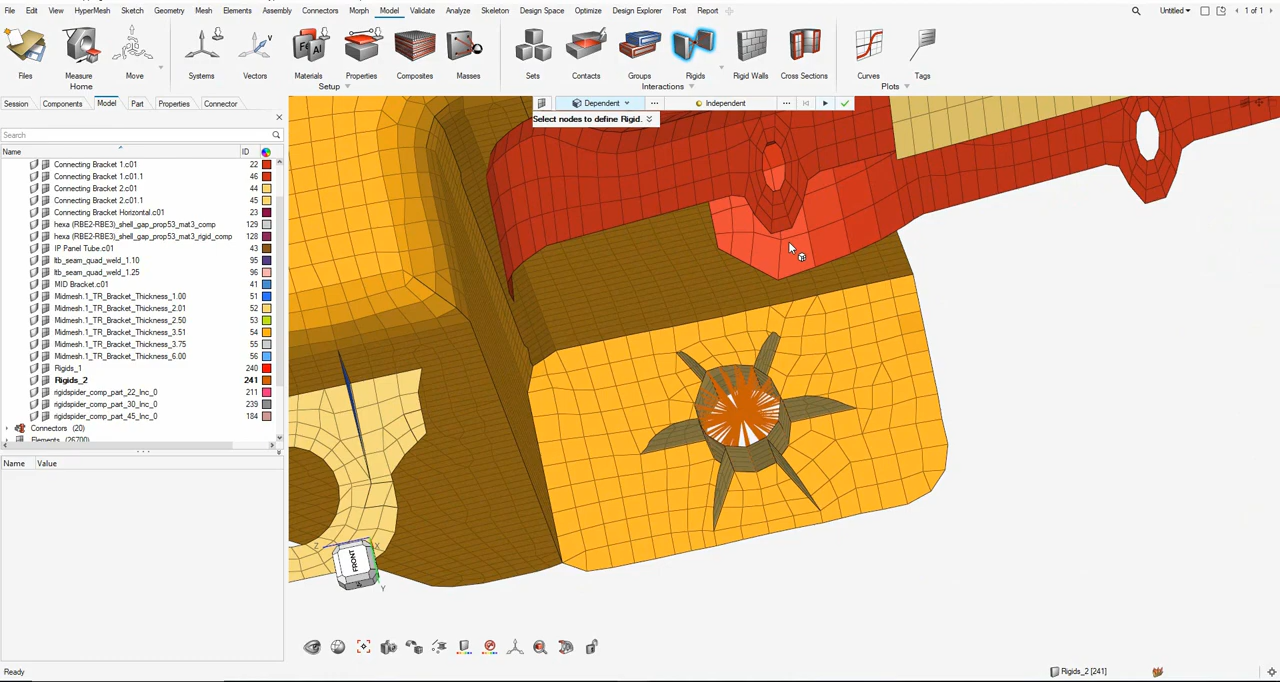 File Edit View HyperMesh Sketch Geometry Mesh Elements Assembly Connectors Morph Model Validate Analyze Skeleton Design Space Optimize Design Explorer Post Report Untitled 1 of 1
Files Measure Move Systems Vectors Materials Properties Composites Masses Sets Contacts Groups Rigids Rigid Walls Cross Sections Curves Tags
Home Setup Interactions Plots
Session Components Model Part Properties Connector
Dependent Independent
Select nodes to define Rigid.
Search
Name ID
Connecting Bracket 1.c01 22
Connecting Bracket 1.c01.1 46
Connecting Bracket 2.c01 44
Connecting Bracket 2.c01.1 45
Connecting Bracket Horizontal.c01 23
hexa (RBE2-RBE3)_shell_gap_prop53_mat3_comp 129
hexa (RBE2-RBE3)_shell_gap_prop53_mat3_rigid_comp 128
IP Panel Tube.c01 43
ltb_seam_quad_weld_1.10 95
ltb_seam_quad_weld_1.25 96
MID Bracket.c01 41
Midmesh.1_TR_Bracket_Thickness_1.00 51
Midmesh.1_TR_Bracket_Thickness_2.01 52
Midmesh.1_TR_Bracket_Thickness_2.50 53
Midmesh.1_TR_Bracket_Thickness_3.51 54
Midmesh.1_TR_Bracket_Thickness_3.75 55
Midmesh.1_TR_Bracket_Thickness_6.00 56
Rigids_1 240
Rigids_2 241
rigidspider_comp_part_22_Inc_0 211
rigidspider_comp_part_30_Inc_0 239
rigidspider_comp_part_45_Inc_0 184
Connectors (20)
Elements (26700)
Name Value
FRONT
Z X
Y
Ready Rigids_2 [241]